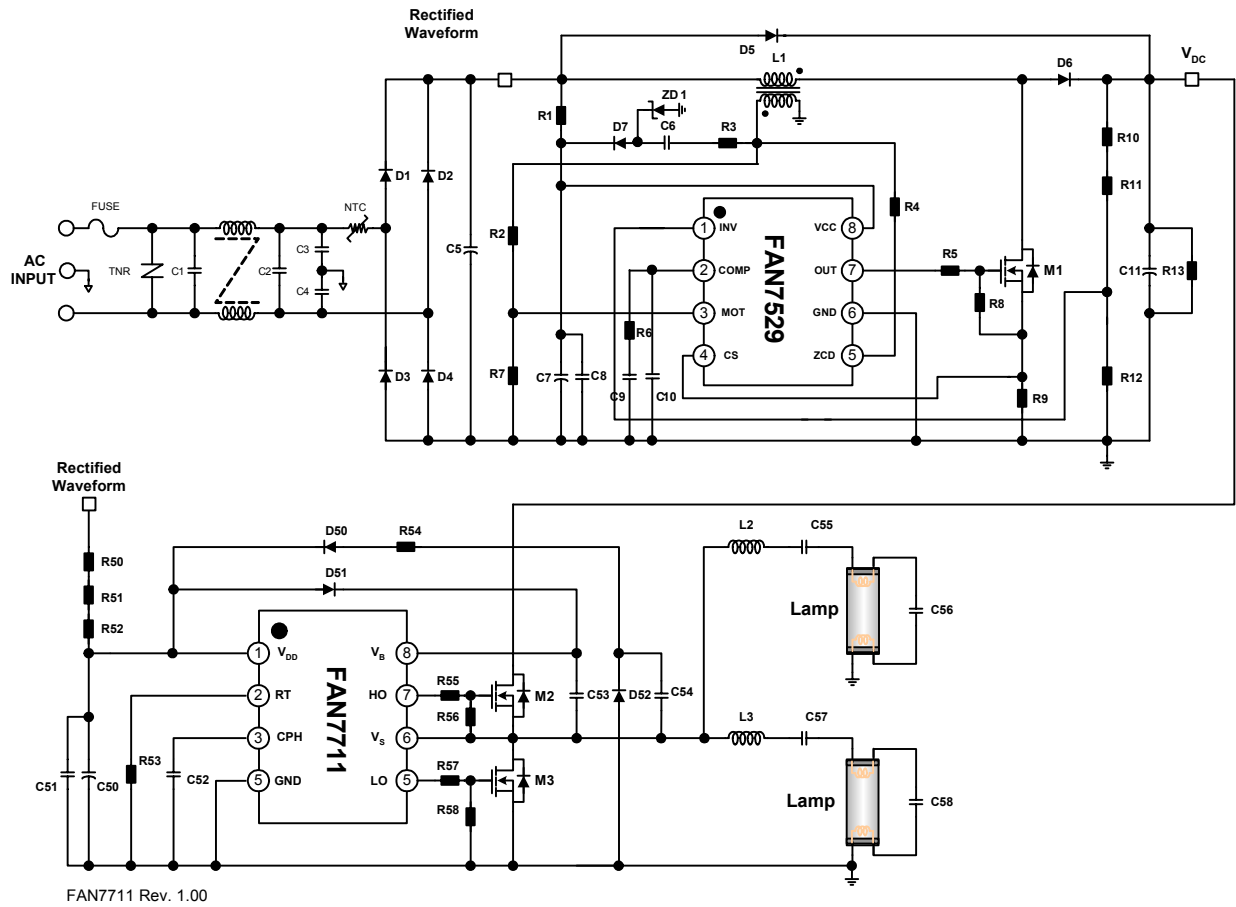 Rectified
Waveform
D5
L1
D6
V_DC
ZD1
R1
D7
C6
R3
R10
R11
D1
D2
R4
FUSE
NTC
1 INV
VCC 8
R2
C5
C3
R5
AC
INPUT
TNR
C1
C2
2 COMP
OUT 7
M1
C11
R13
C4
FAN7529
R8
3 MOT
GND 6
R6
4 CS
ZCD 5
D3
D4
R7
C7
C8
C9
C10
R9
R12
Rectified
Waveform
D50
R54
L2
C55
R50
D51
R51
Lamp
C56
R52
1 V_DD
V_B 8
FAN7711
2 RT
HO 7
R55
M2
C53
D52
C54
R56
3 CPH
V_S 6
L3
C57
R53
R57
C51
C50
C52
5 GND
LO 5
M3
R58
Lamp
C58
FAN7711 Rev. 1.00